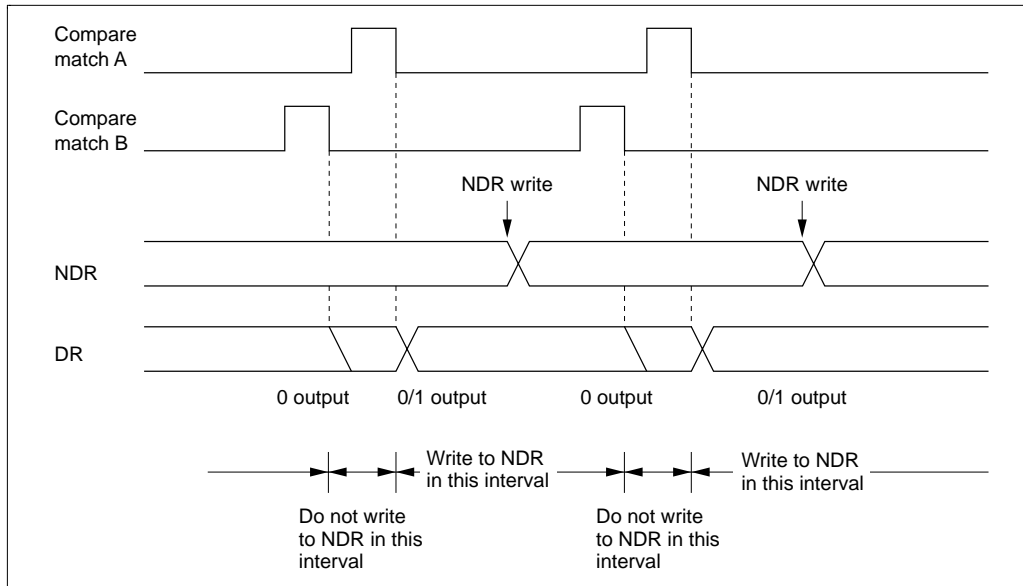 Compare
match A
Compare
match B
NDR write
NDR write
NDR
DR
0 output
0/1 output
0 output
0/1 output
Write to NDR
in this interval
Write to NDR
in this interval
Do not write
to NDR in this
interval
Do not write
to NDR in this
interval